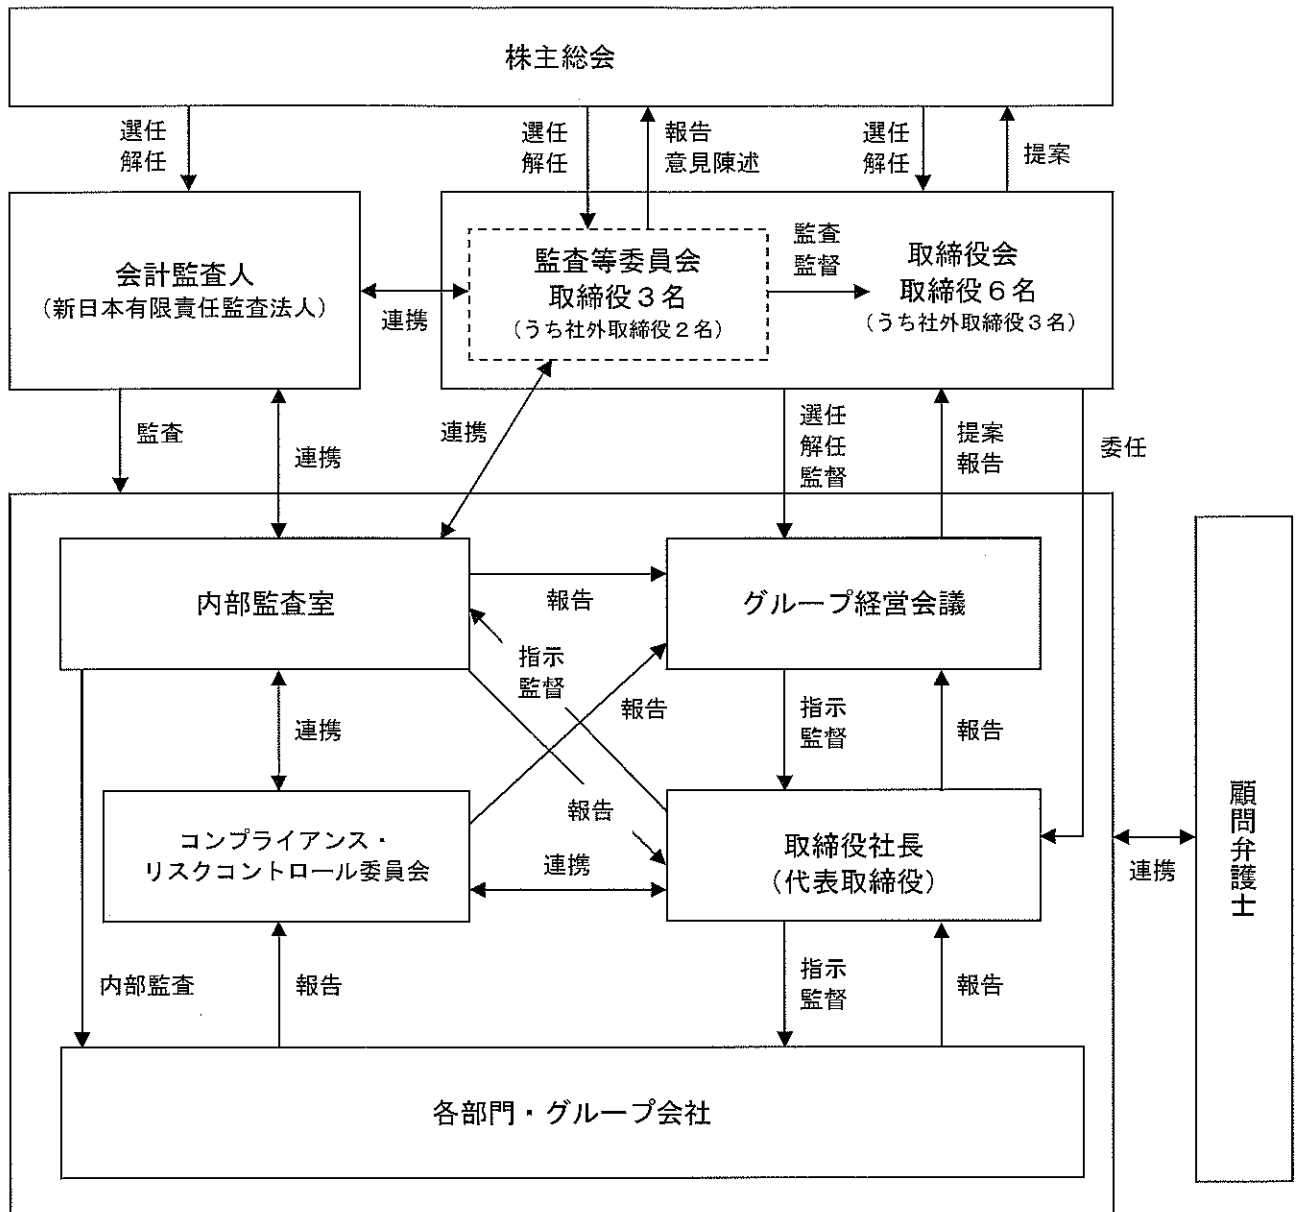 株主総会
選任
解任
選任
解任
報告
意見陳述
選任
解任
提案
会計監査人
（新日本有限責任監査法人）
連携
監査等委員会
取締役３名
（うち社外取締役２名）
監査
監督
取締役会
取締役６名
（うち社外取締役３名）
監査
連携
連携
選任
解任
監督
提案
報告
委任
内部監査室
報告
グループ経営会議
指示
監督
連携
報告
指示
監督
報告
コンプライアンス・
リスクコントロール委員会
報告
連携
取締役社長
（代表取締役）
連携
顧問弁護士
内部監査
報告
指示
監督
報告
各部門・グループ会社